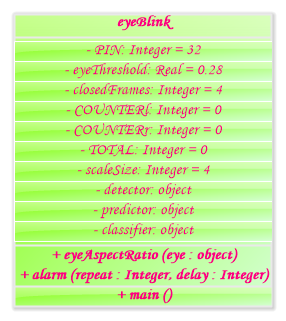 eyeBlink
- PIN: Integer = 32
- eyeThreshold: Real = 0.28
- closedFrames: Integer = 4
- COUNTERl: Integer = 0
- COUNTERr: Integer = 0
- TOTAL: Integer = 0
- scaleSize: Integer = 4
- detector: object
- predictor: object
- classifier: object
+ eyeAspectRatio (eye : object)
+ alarm (repeat : Integer, delay : Integer)
+ main ()